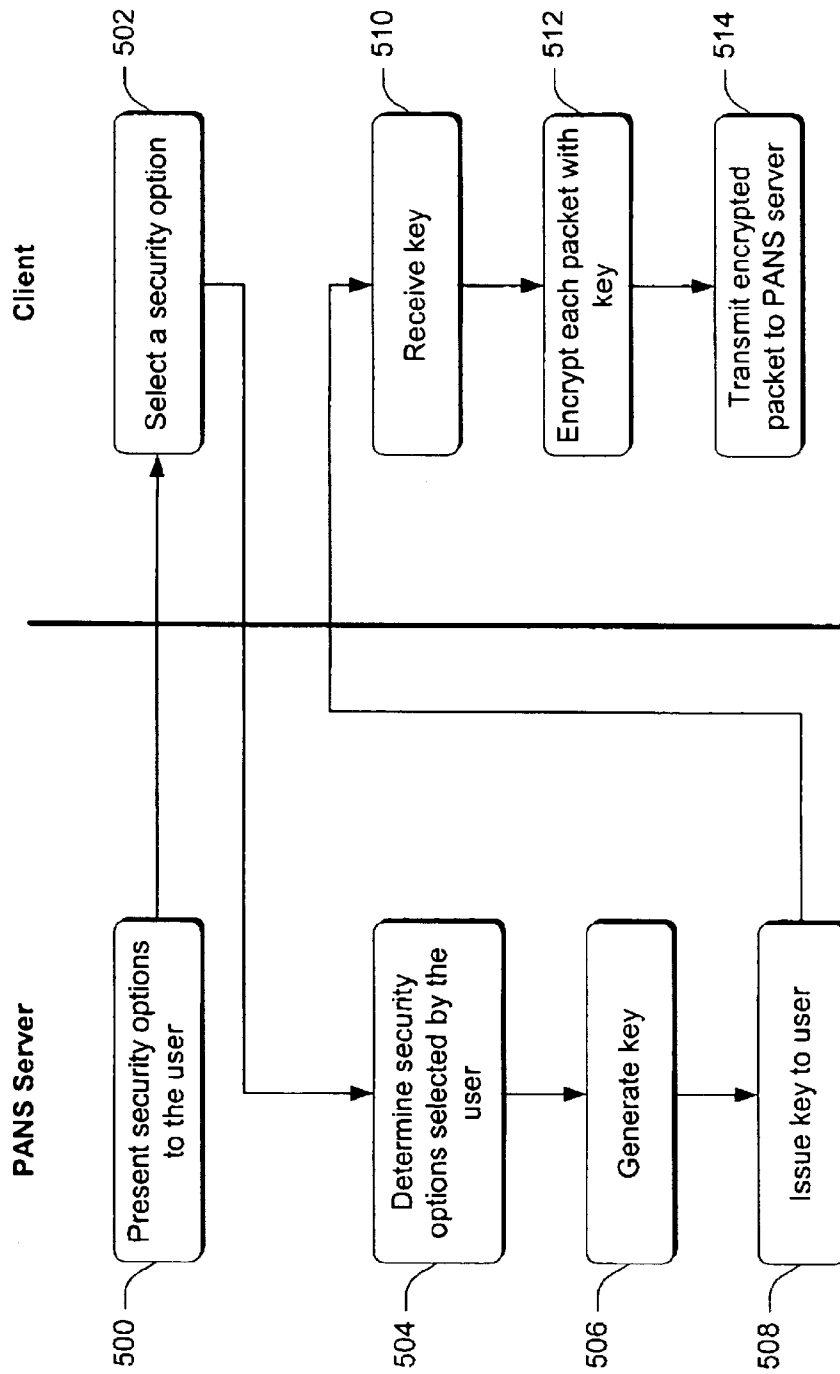 PANS Server
Client
500
Present security options
to the user
Select a security option
502
504
Determine security
options selected by the
user
506
Generate key
508
Issue key to user
Receive key
510
Encrypt each packet with
key
512
Transmit encrypted
packet to PANS server
514